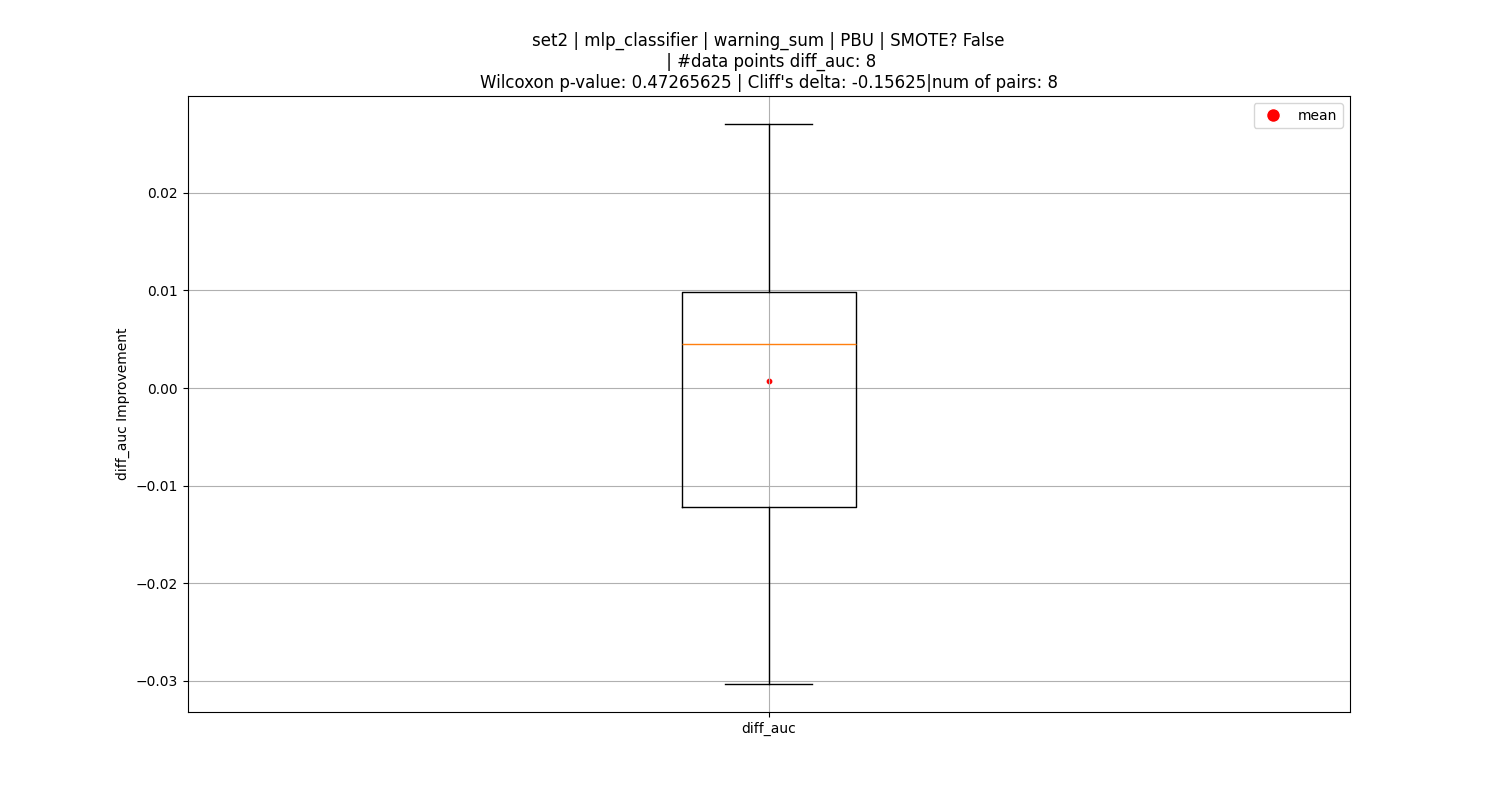 set2 | mlp_classifier | warning_sum | PBU | SMOTE? False
| #data points diff_auc: 8
Wilcoxon p-value: 0.47265625 | Cliff's delta: -0.15625|num of pairs: 8
mean
0.02
0.01
0.00
−0.01
−0.02
−0.03
diff_auc Improvement
diff_auc